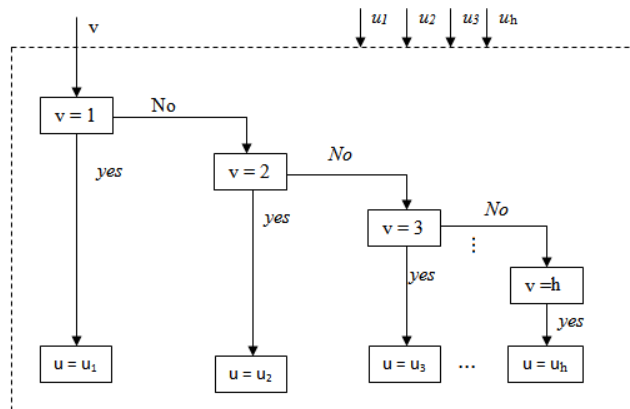 v
u1 u2 u3 uh
v = 1
No
yes
v = 2
No
yes
v = 3
No
⋮
yes
v =h
yes
u = u1
u = u2
u = u3
...
u = uh